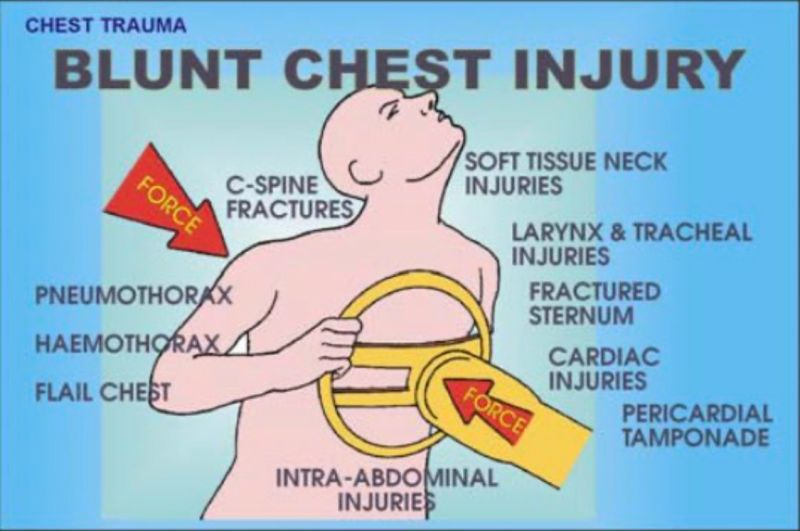 CHEST TRAUMA
BLUNT CHEST INJURY
FORCE
C-SPINE
FRACTURES
SOFT TISSUE NECK
INJURIES
LARYNX & TRACHEAL
INJURIES
PNEUMOTHORAX
FRACTURED
STERNUM
HAEMOTHORAX
CARDIAC
INJURIES
FLAIL CHEST
FORCE
PERICARDIAL
TAMPONADE
INTRA-ABDOMINAL
INJURIES